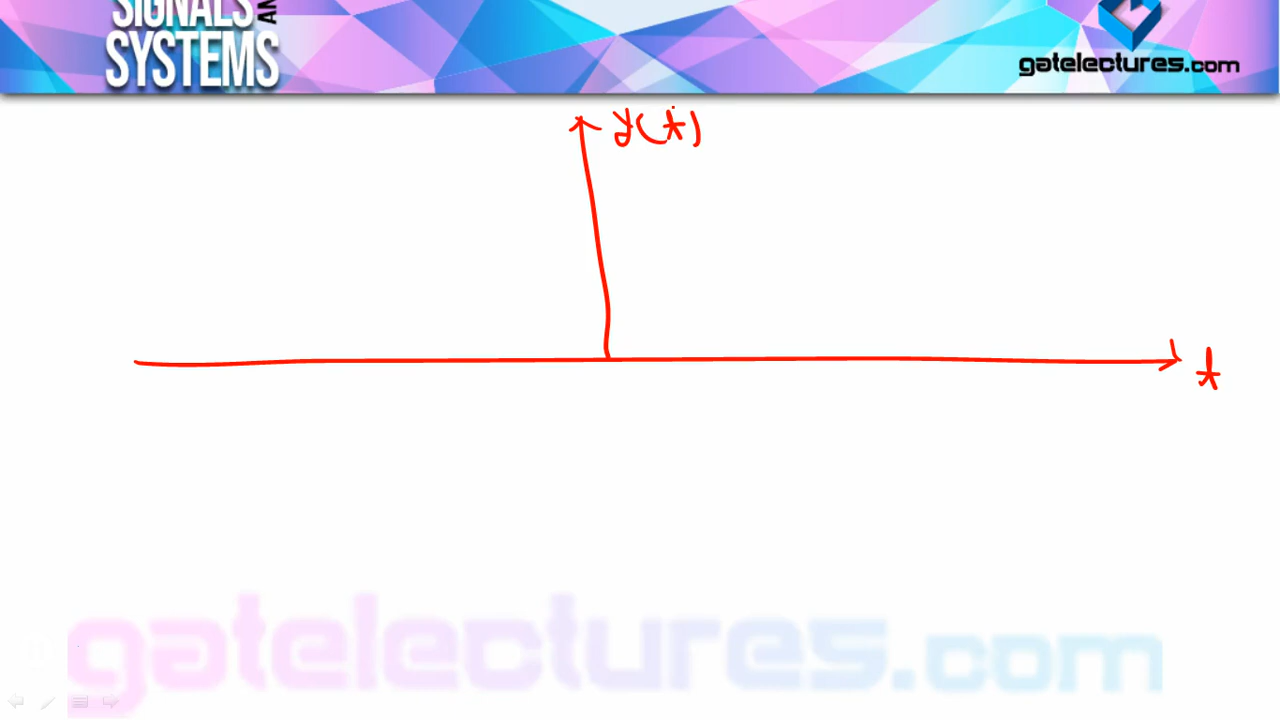 SIGNALS
SYSTEMS
gatelectures.com
y(t)
t
gatelectures.com